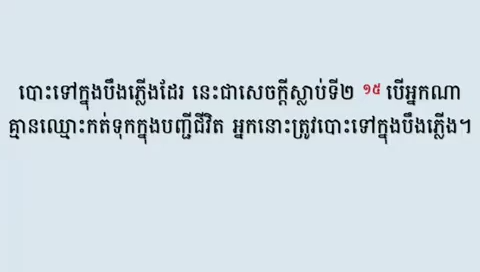 បោះទៅក្នុងបឹងភ្លើងដែរ នេះជាសេចក្ដីស្លាប់ទី២ ១៥ បើអ្នកណា
គ្មានឈ្មោះកត់ទុកក្នុងបញ្ជីជីវិត អ្នកនោះត្រូវបោះទៅក្នុងបឹងភ្លើង។